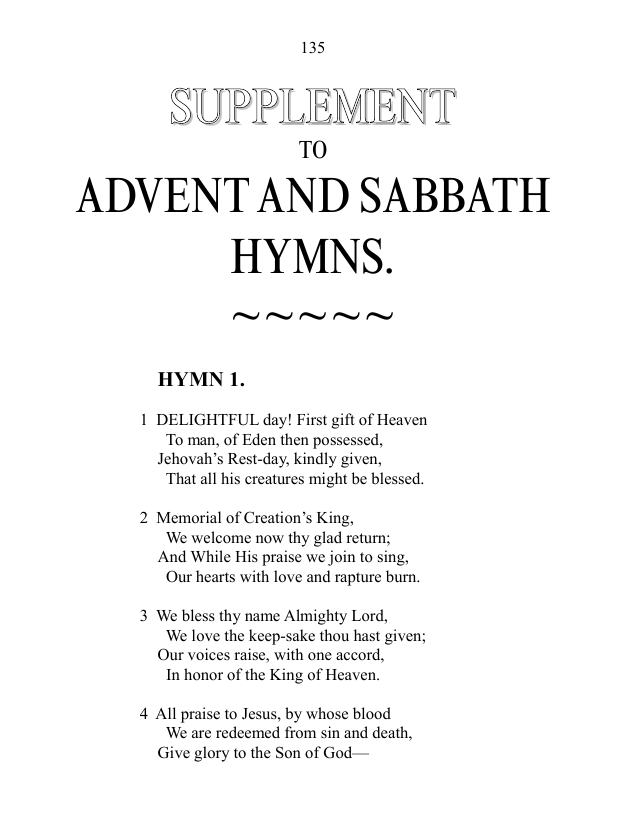 135
SUPPLEMENT
TO
ADVENT AND SABBATH
HYMNS.
~~~~~
HYMN 1.
1 DELIGHTFUL day! First gift of Heaven
To man, of Eden then possessed,
Jehovah’s Rest-day, kindly given,
That all his creatures might be blessed.
2 Memorial of Creation’s King,
We welcome now thy glad return;
And While His praise we join to sing,
Our hearts with love and rapture burn.
3 We bless thy name Almighty Lord,
We love the keep-sake thou hast given;
Our voices raise, with one accord,
In honor of the King of Heaven.
4 All praise to Jesus, by whose blood
We are redeemed from sin and death,
Give glory to the Son of God—